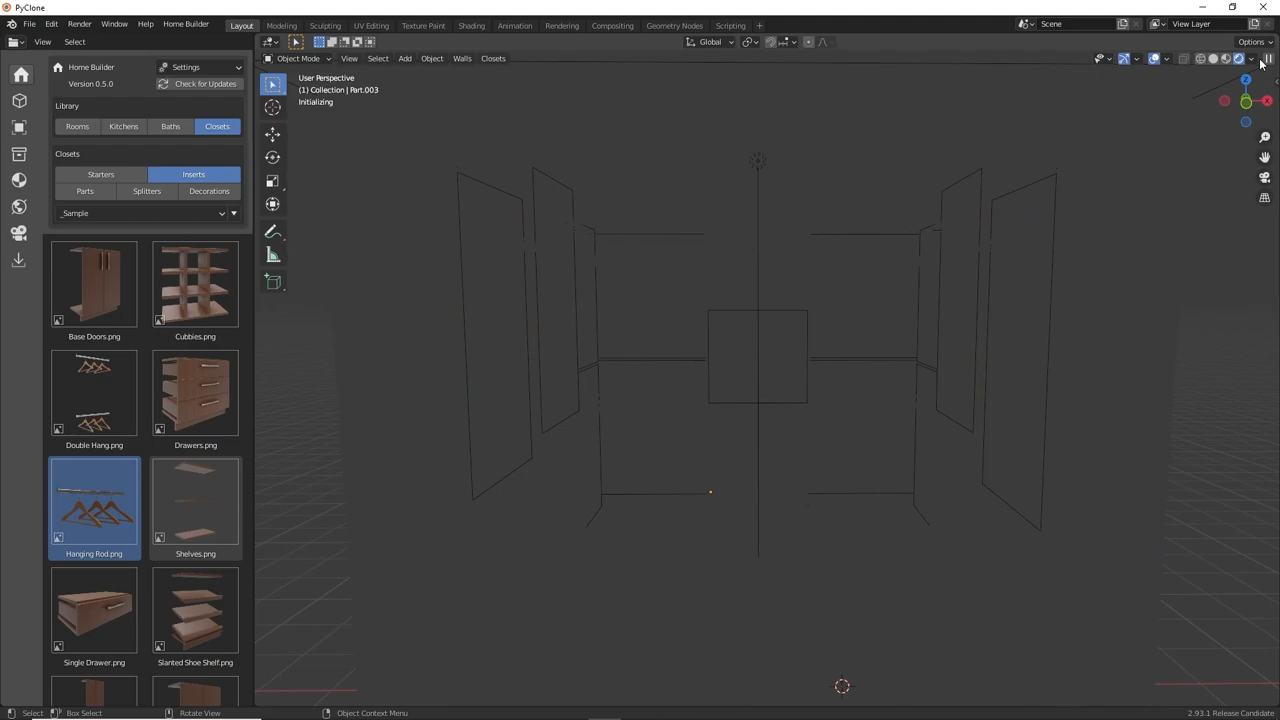 PyClone
File Edit Render Window Help Home Builder
Layout Modeling Sculpting UV Editing Texture Paint Shading Animation Rendering Compositing Geometry Nodes Scripting
Scene View Layer
View Select
Global Options
Object Mode View Select Add Object Walls Closets
Home Builder Settings
Version 0.5.0 Check for Updates
Library
Rooms Kitchens Baths Closets
Closets
Starters Inserts
Parts Splitters Decorations
_Sample
User Perspective
(1) Collection | Part.003
Initializing
Z
X
Base Doors.png Cubbies.png
Double Hang.png Drawers.png
Hanging Rod.png Shelves.png
Single Drawer.png Slanted Shoe Shelf.png
Select Box Select Rotate View Object Context Menu 2.93.1 Release Candidate